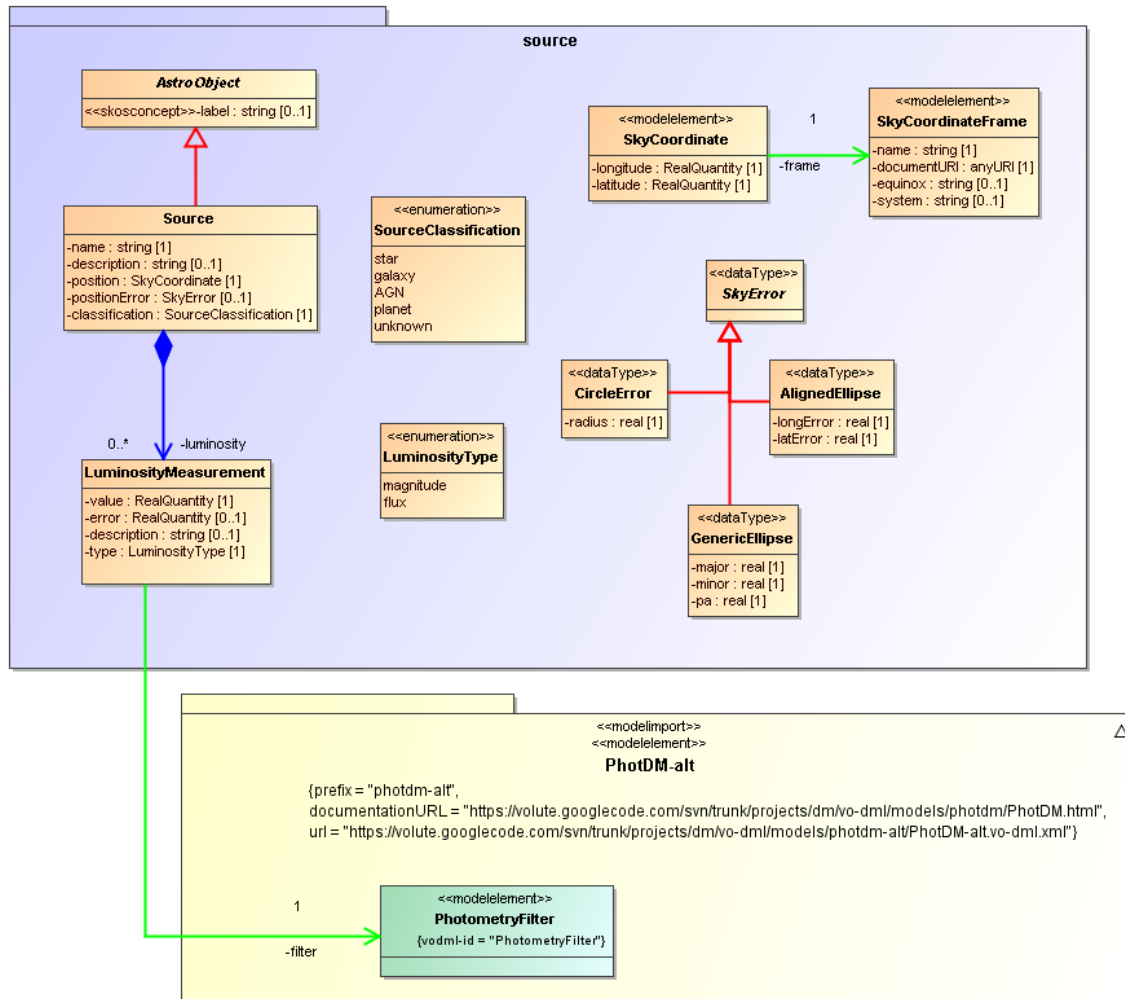 source
AstroObject
<<skosconcept>>-label : string [0..1]
Source
-name : string [1]
-description : string [0..1]
-position : SkyCoordinate [1]
-positionError : SkyError [0..1]
-classification : SourceClassification [1]
0..*
-luminosity
LuminosityMeasurement
-value : RealQuantity [1]
-error : RealQuantity [0..1]
-description : string [0..1]
-type : LuminosityType [1]
<<enumeration>>
SourceClassification
star
galaxy
AGN
planet
unknown
<<enumeration>>
LuminosityType
magnitude
flux
<<modelelement>>
SkyCoordinate
-longitude : RealQuantity [1]
-latitude : RealQuantity [1]
1
-frame
<<modelelement>>
SkyCoordinateFrame
-name : string [1]
-documentURI : anyURI [1]
-equinox : string [0..1]
-system : string [0..1]
<<dataType>>
SkyError
<<dataType>>
CircleError
-radius : real [1]
<<dataType>>
AlignedEllipse
-longError : real [1]
-latError : real [1]
<<dataType>>
GenericEllipse
-major : real [1]
-minor : real [1]
-pa : real [1]
<<modelimport>>
<<modelelement>>
PhotDM-alt
{prefix = "photdm-alt",
documentationURL = "https://volute.googlecode.com/svn/trunk/projects/dm/vo-dml/models/photdm/PhotDM.html",
url = "https://volute.googlecode.com/svn/trunk/projects/dm/vo-dml/models/photdm-alt/PhotDM-alt.vo-dml.xml"}
1
-filter
<<modelelement>>
PhotometryFilter
{vodml-id = "PhotometryFilter"}